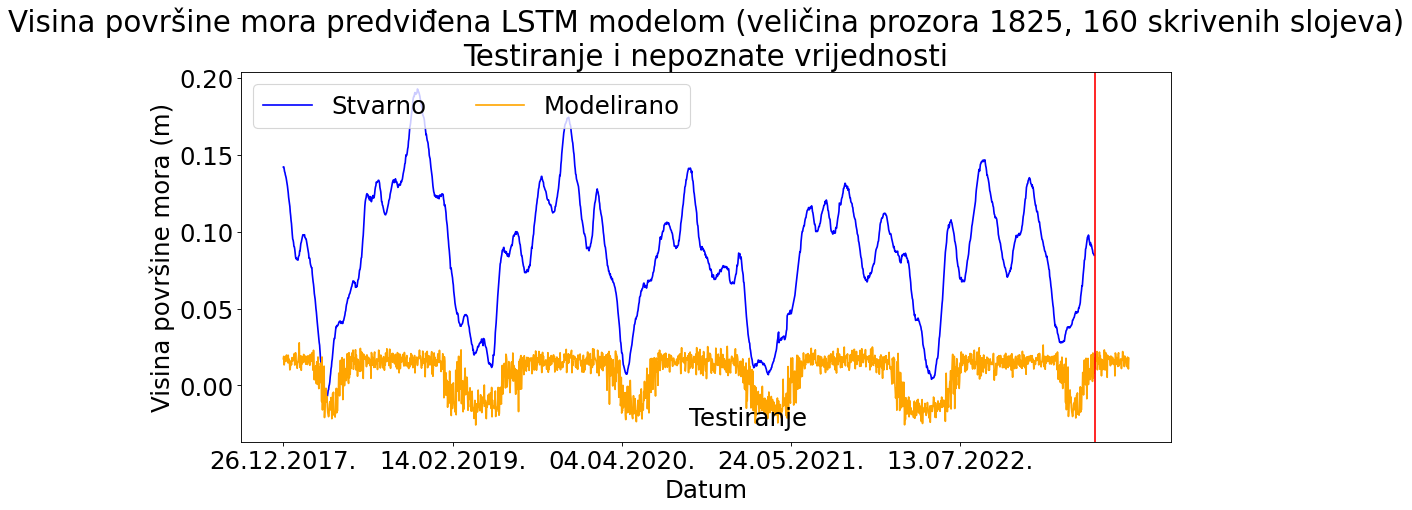 Visina površine mora predviđena LSTM modelom (veličina prozora 1825, 160 skrivenih slojeva)
Testiranje i nepoznate vrijednosti
Stvarno
Modelirano
Visina površine mora (m)
0.20
0.15
0.10
0.05
0.00
Testiranje
26.12.2017.
14.02.2019.
04.04.2020.
24.05.2021.
13.07.2022.
Datum